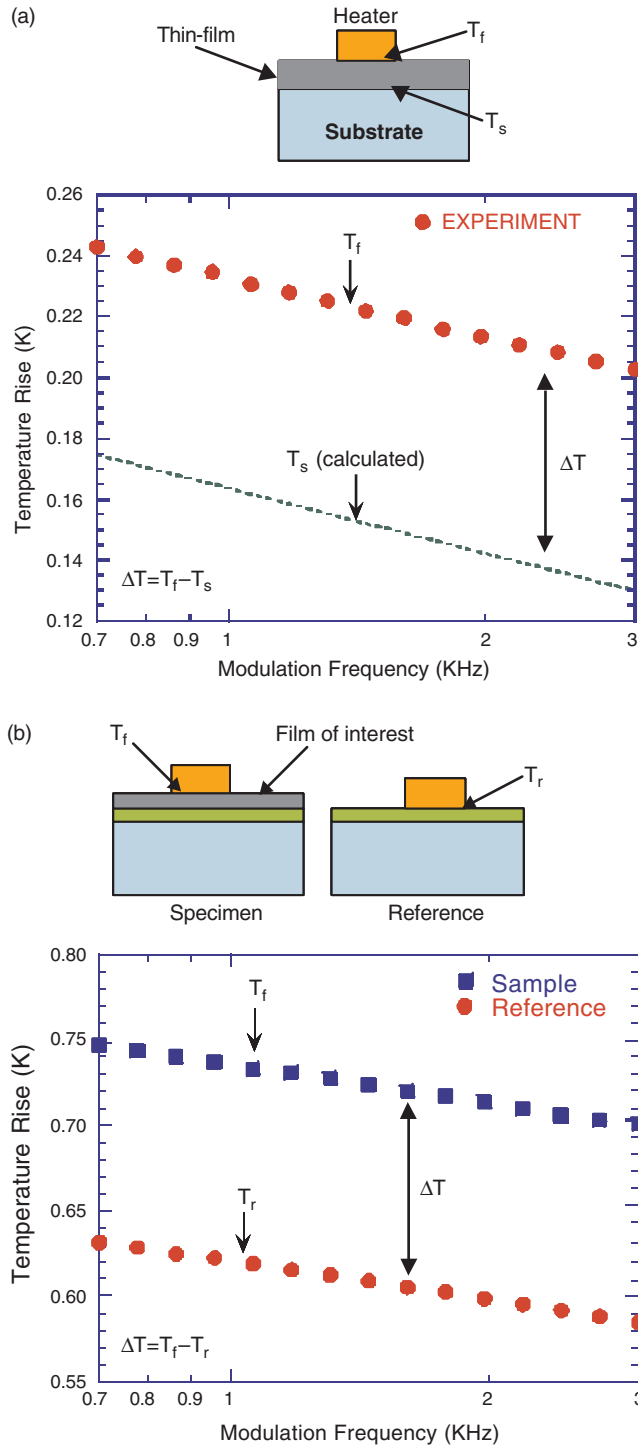 (a)
Heater
Thin-film
T_f
T_s
Substrate
0.26
0.24
0.22
0.20
0.18
0.16
0.14
0.12
Temperature Rise (K)
EXPERIMENT
T_f
T_s (calculated)
ΔT
ΔT=T_f–T_s
0.7 0.8 0.9 1 2 3
Modulation Frequency (KHz)
(b)
T_f
Film of interest
T_r
Specimen
Reference
0.80
0.75
0.70
0.65
0.60
0.55
Temperature Rise (K)
Sample
Reference
T_f
T_r
ΔT
ΔT=T_f–T_r
0.7 0.8 0.9 1 2 3
Modulation Frequency (KHz)